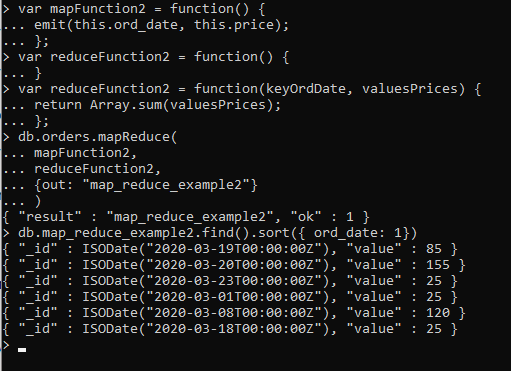 > var mapFunction2 = function() {
... emit(this.ord_date, this.price);
... };
> var reduceFunction2 = function() {
... }
> var reduceFunction2 = function(keyOrdDate, valuesPrices) {
... return Array.sum(valuesPrices);
... };
> db.orders.mapReduce(
... mapFunction2,
... reduceFunction2,
... {out: "map_reduce_example2"}
... )
{ "result" : "map_reduce_example2", "ok" : 1 }
> db.map_reduce_example2.find().sort({ ord_date: 1})
{ "_id" : ISODate("2020-03-19T00:00:00Z"), "value" : 85 }
{ "_id" : ISODate("2020-03-20T00:00:00Z"), "value" : 155 }
{ "_id" : ISODate("2020-03-23T00:00:00Z"), "value" : 25 }
{ "_id" : ISODate("2020-03-01T00:00:00Z"), "value" : 25 }
{ "_id" : ISODate("2020-03-08T00:00:00Z"), "value" : 120 }
{ "_id" : ISODate("2020-03-18T00:00:00Z"), "value" : 25 }
>